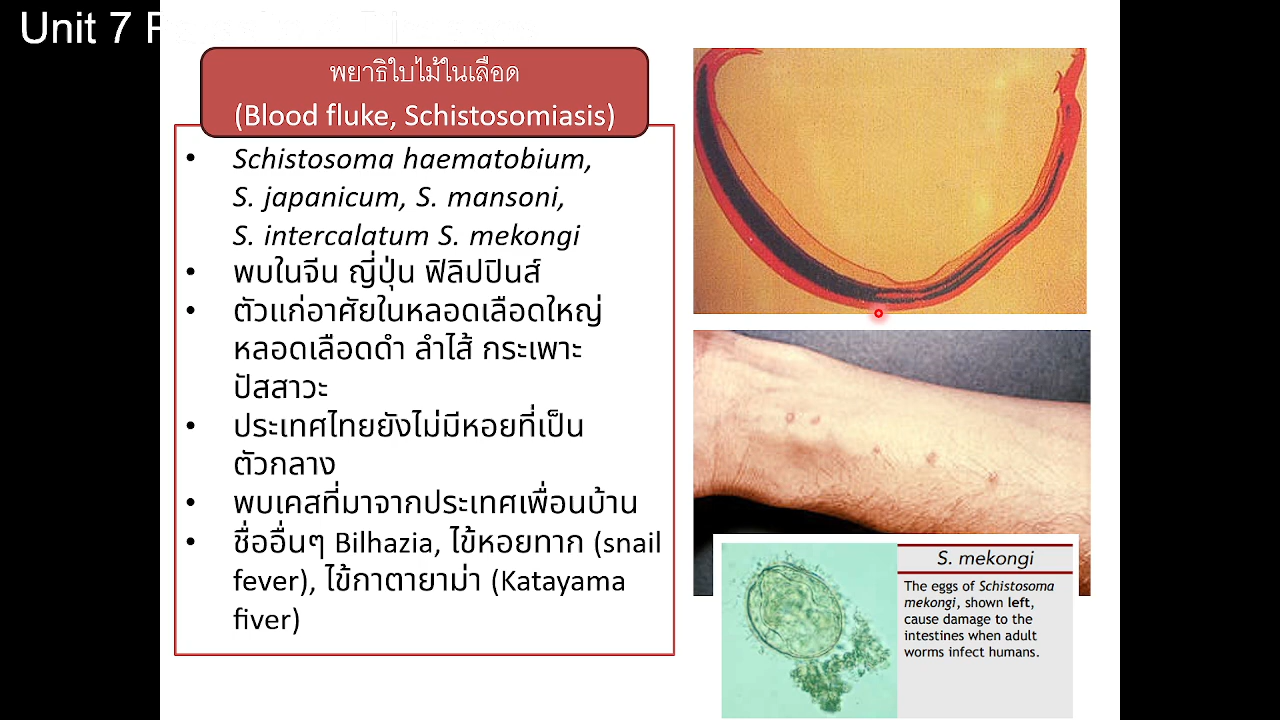 Unit 7
พยาธิใบไม้ในเลือด
(Blood fluke, Schistosomiasis)
• Schistosoma haematobium,
S. japanicum, S. mansoni,
S. intercalatum S. mekongi
• พบในจีน ญี่ปุ่น ฟิลิปปินส์
• ตัวแก่อาศัยในหลอดเลือดใหญ่
หลอดเลือดดำ ลำไส้ กระเพาะ
ปัสสาวะ
• ประเทศไทยยังไม่มีหอยที่เป็น
ตัวกลาง
• พบเคสที่มาจากประเทศเพื่อนบ้าน
• ชื่ออื่นๆ Bilhazia, ไข้หอยทาก (snail
fever), ไข้กาตายาม่า (Katayama
fiver)
S. mekongi
The eggs of Schistosoma
mekongi, shown left,
cause damage to the
intestines when adult
worms infect humans.